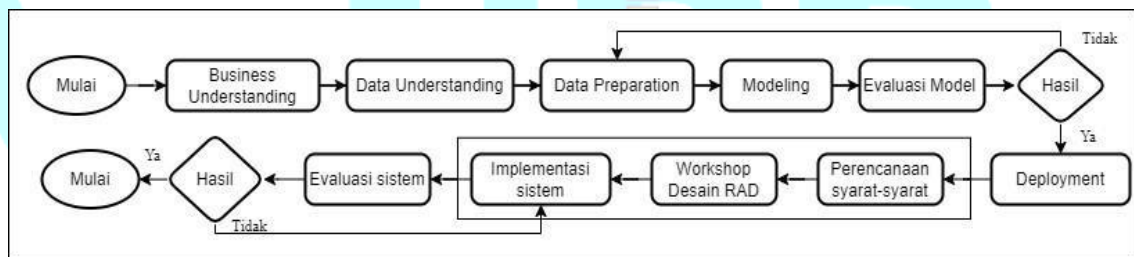 Tidak
Mulai
Business
Understanding
Data Understanding
Data Preparation
Modeling
Evaluasi Model
Hasil
Ya
Deployment
Perencanaan
syarat-syarat
Workshop
Desain RAD
Implementasi
sistem
Evaluasi sistem
Hasil
Ya
Tidak
Mulai